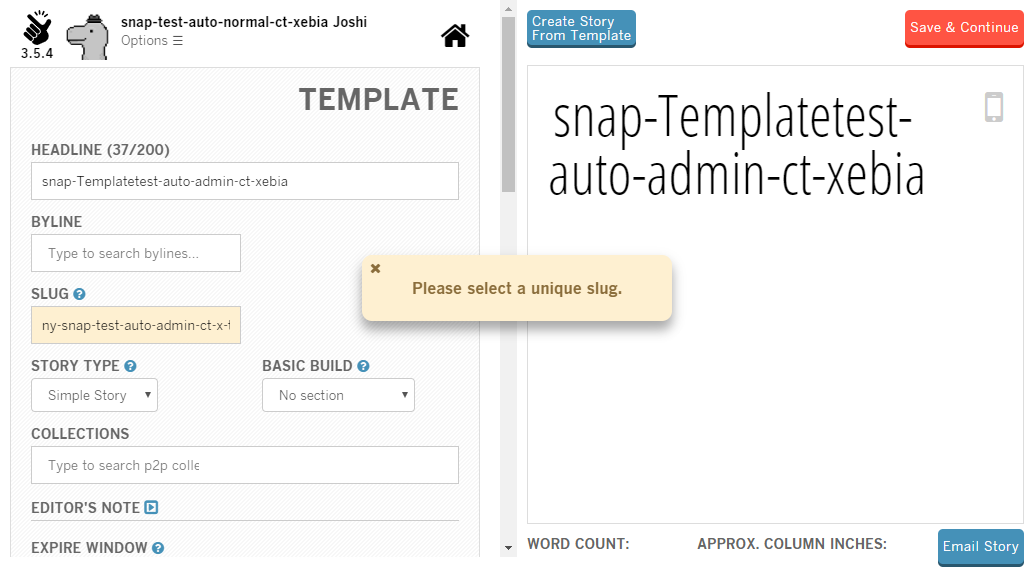 snap-test-auto-normal-ct-xebia Joshi
Options ☰
3.5.4
TEMPLATE
HEADLINE (37/200)
snap-Templatetest-auto-admin-ct-xebia
BYLINE
Type to search bylines...
SLUG
ny-snap-test-auto-admin-ct-x-
STORY TYPE
BASIC BUILD
Simple Story
No section
COLLECTIONS
Type to search p2p colle
EDITOR'S NOTE
EXPIRE WINDOW
Please select a unique slug.
Create Story
From Template
Save & Continue
snap-Templatetest-
auto-admin-ct-xebia
WORD COUNT:
APPROX. COLUMN INCHES:
Email Story